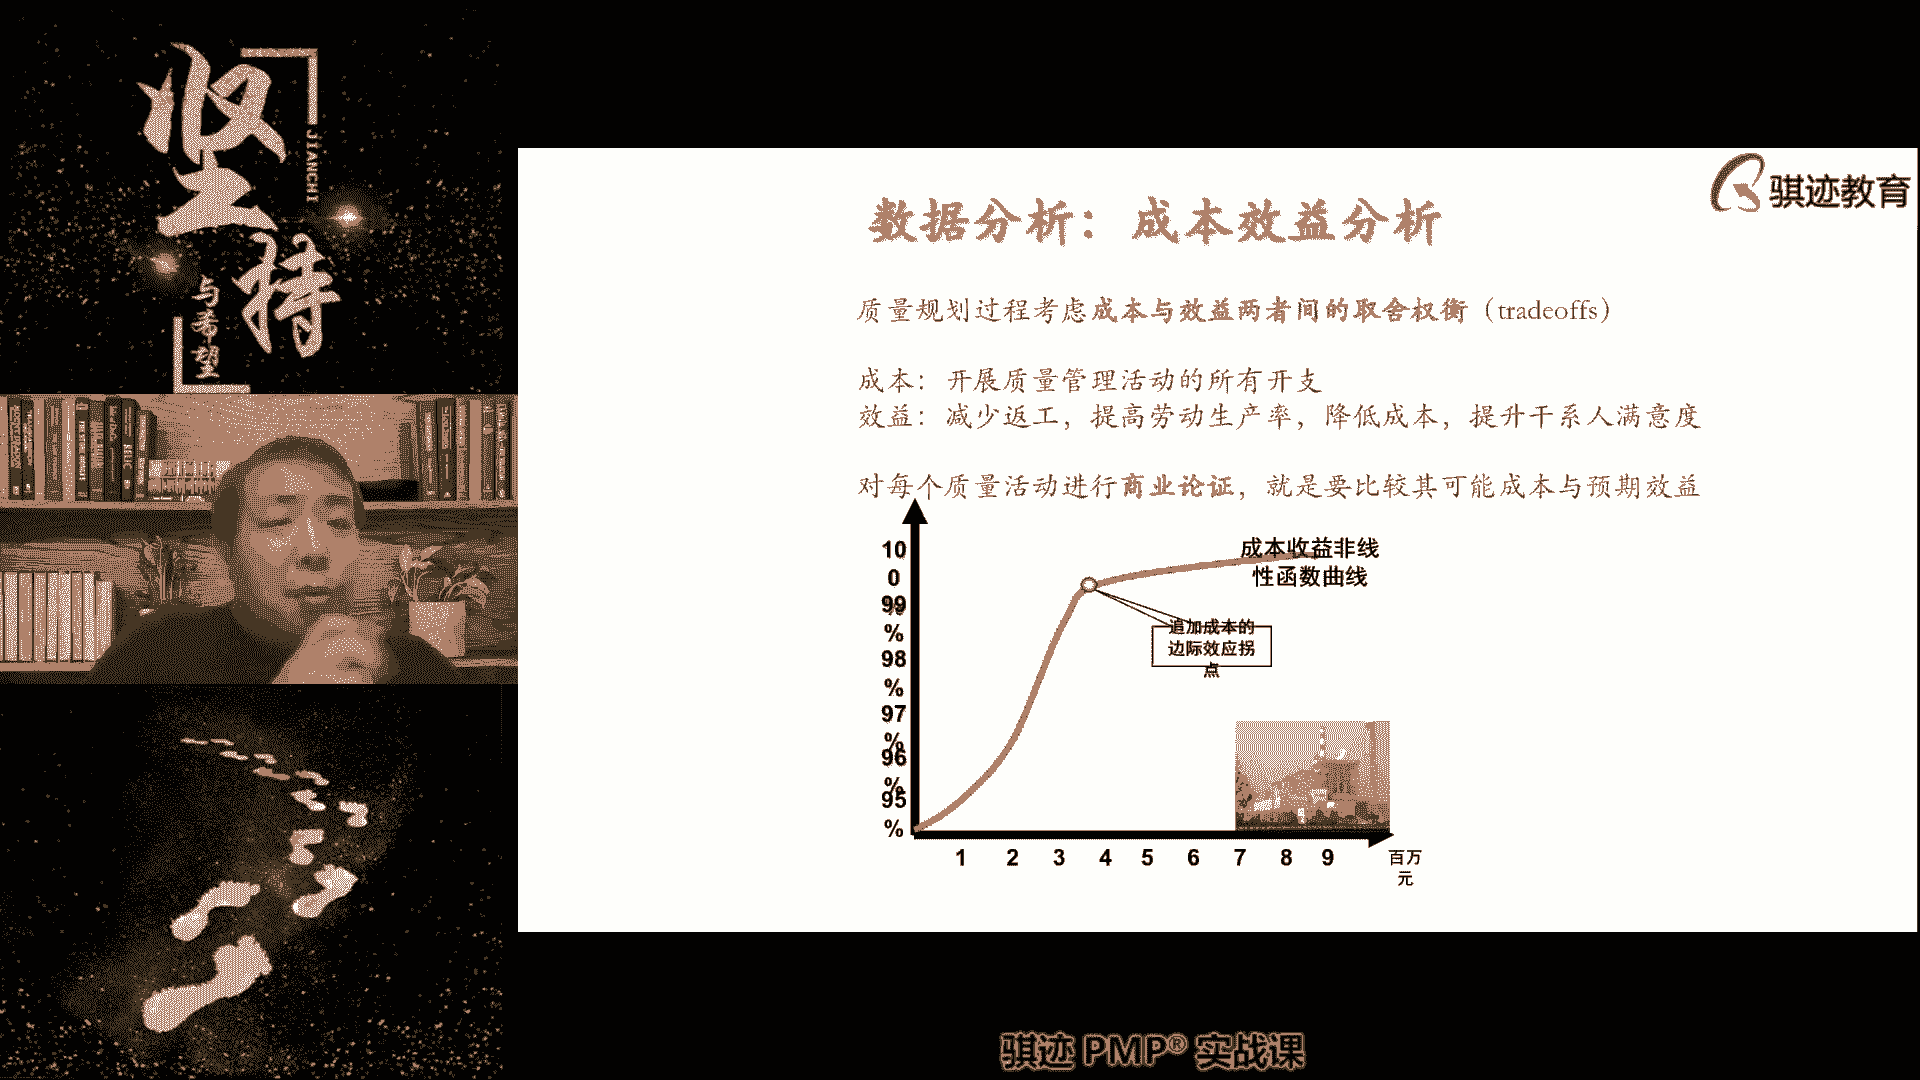 坚持
JIANCHI
与希望
骐迹教育
数据分析：成本效益分析
质量规划过程考虑成本与效益两者间的取舍权衡（tradeoffs）
成本：开展质量管理活动的所有开支
效益：减少返工，提高劳动生产率，降低成本，提升干系人满意度
对每个质量活动进行商业论证，就是要比较其可能成本与预期效益
10
0
%
99
%
98
%
97
%
96
%
95
%
成本收益非线
性函数曲线
追加成本的
边际效应拐
点
1 2 3 4 5 6 7 8 9
百万
元
骐迹 PMP® 实战课